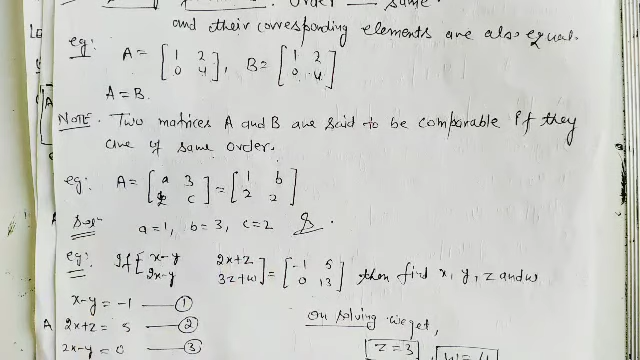 order — same
and their corresponding elements are also equal.
eg: A = [1 2 0 4], B = [1 2 0 4]
A = B.
NOTE. Two matrices A and B are said to be comparable if they
are of same order.
eg: A = [a 3 2 c] = [1 b 2 2]
a=1, b=3, c=2
eg: If [x-y 2x+z 2x-y 3z+w] = [-1 5 0 13] then find x, y, z and w
x-y = -1 — ①
2x+z = 5 — ②
2x-y = 0 — ③
on solving we get,
z = 3, w = 4